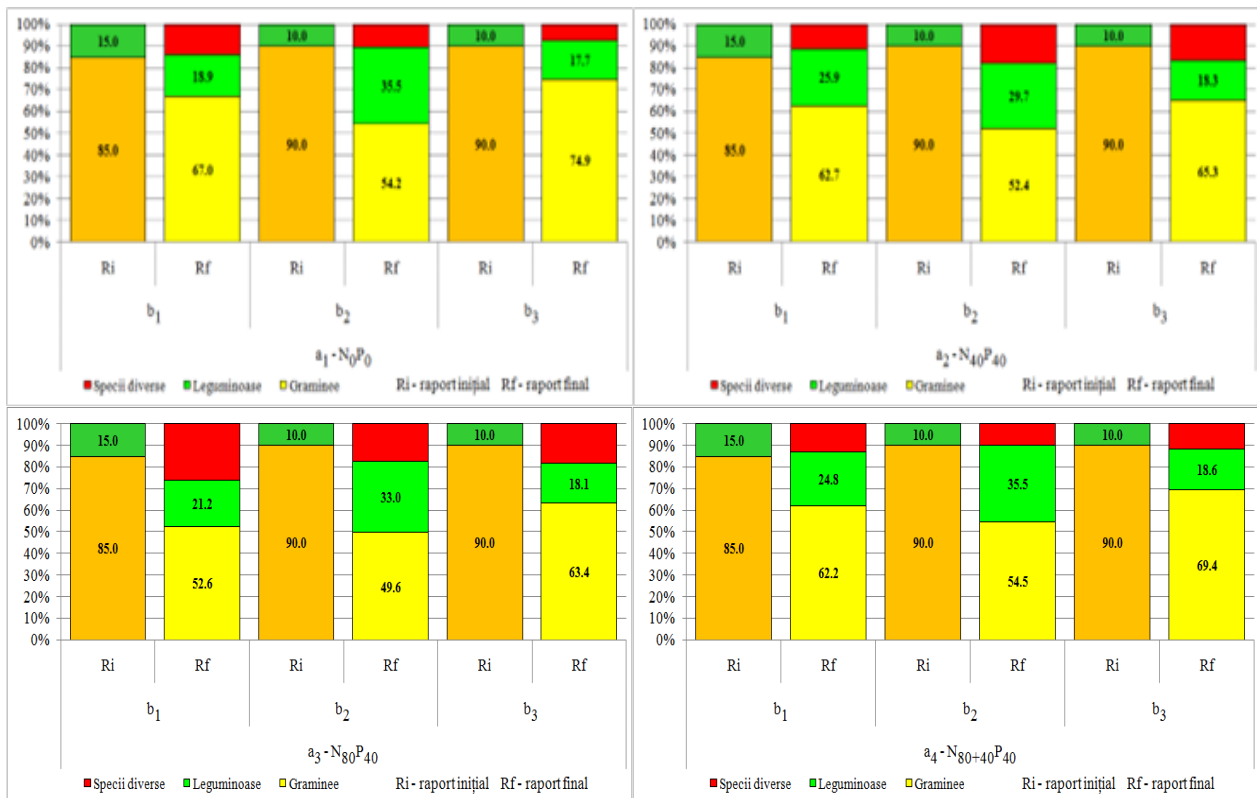 100%
90%
80%
70%
60%
50%
40%
30%
20%
10%
0%
15.0 18.9 10.0 35.5 10.0 17.7
85.0 67.0 90.0 54.2 90.0 74.9
Ri Rf Ri Rf Ri Rf
b1 b2 b3
a1 - N0P0
Specii diverse Leguminoase Graminee Ri - raport inițial Rf - raport final
100%
90%
80%
70%
60%
50%
40%
30%
20%
10%
0%
15.0 25.9 10.0 29.7 10.0 18.3
85.0 62.7 90.0 52.4 90.0 65.3
Ri Rf Ri Rf Ri Rf
b1 b2 b3
a2 - N40P40
Specii diverse Leguminoase Graminee Ri - raport inițial Rf - raport final
100%
90%
80%
70%
60%
50%
40%
30%
20%
10%
0%
15.0 21.2 10.0 33.0 10.0 18.1
85.0 52.6 90.0 49.6 90.0 63.4
Ri Rf Ri Rf Ri Rf
b1 b2 b3
a3 - N80P40
Specii diverse Leguminoase Graminee Ri - raport inițial Rf - raport final
100%
90%
80%
70%
60%
50%
40%
30%
20%
10%
0%
15.0 24.8 10.0 35.5 10.0 18.6
85.0 62.2 90.0 54.5 90.0 69.4
Ri Rf Ri Rf Ri Rf
b1 b2 b3
a4 - N80+40P40
Specii diverse Leguminoase Graminee Ri - raport inițial Rf - raport final